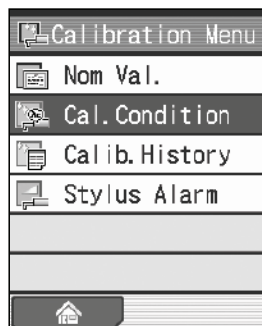 Calibration Menu
Nom Val.
Cal.Condition
Calib.History
Stylus Alarm